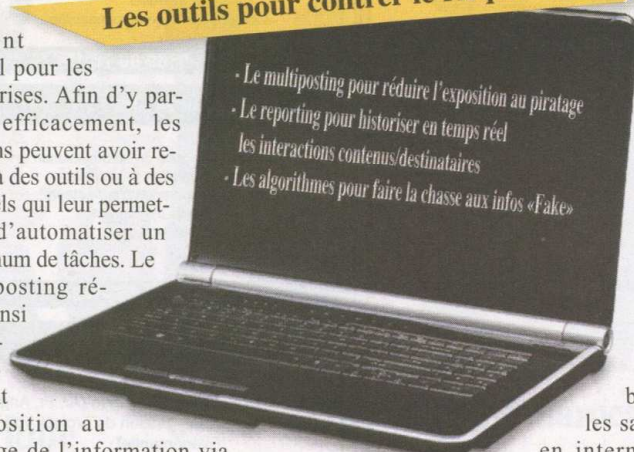 Les outils pour contrer le
- Le multiposting pour réduire l'exposition au piratage
- Le reporting pour historiser en temps réel
les interactions contenus/destinataires
- Les algorithmes pour faire la chasse aux infos «Fake»
nt
l pour les
rises. Afin d'y par-
efficacement, les
ns peuvent avoir re-
à des outils ou à des
els qui leur permet-
d'automatiser un
num de tâches. Le
posting ré-
nsi
-
t
osition au
ge de l'information via
b
les sa
en intern